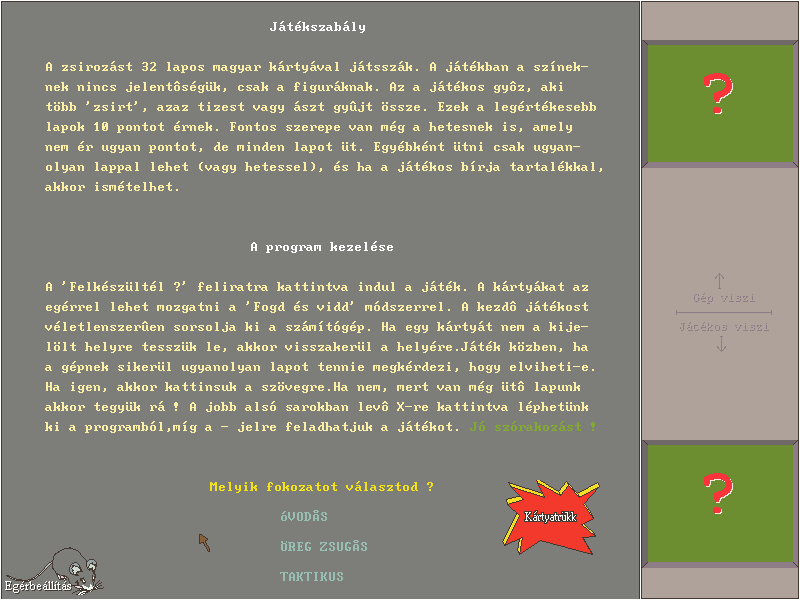 Játékszabály
A zsirozást 32 lapos magyar kártyával játsszák. A játékban a színek-
nek nincs jelentôségük, csak a figuráknak. Az a játékos gyôz, aki
több 'zsirt', azaz tizest vagy ászt gyûjt össze. Ezek a legértékesebb
lapok 10 pontot érnek. Fontos szerepe van még a hetesnek is, amely
nem ér ugyan pontot, de minden lapot üt. Egyébként ütni csak ugyan-
olyan lappal lehet (vagy hetessel), és ha a játékos bírja tartalékkal,
akkor ismételhet.
A program kezelése
A 'Felkészültél ?' feliratra kattintva indul a játék. A kártyákat az
egérrel lehet mozgatni a 'Fogd és vidd' módszerrel. A kezdô játékost
véletlenszerûen sorsolja ki a számítógép. Ha egy kártyát nem a kije-
lölt helyre tesszük le, akkor visszakerül a helyére.Játék közben, ha
a gépnek sikerül ugyanolyan lapot tennie megkérdezi, hogy elviheti-e.
Ha igen, akkor kattinsuk a szövegre.Ha nem, mert van még ütô lapunk
akkor tegyük rá ! A jobb alsó sarokban levô X-re kattintva léphetünk
ki a programból,míg a - jelre feladhatjuk a játékot. Jó szórakozást !
Melyik fokozatot választod ?
óVODÁS
ÖREG ZSUGÁS
TAKTIKUS
Kártyatrükk
Egérbeállítás
?
Gép viszi
Játékos viszi
?